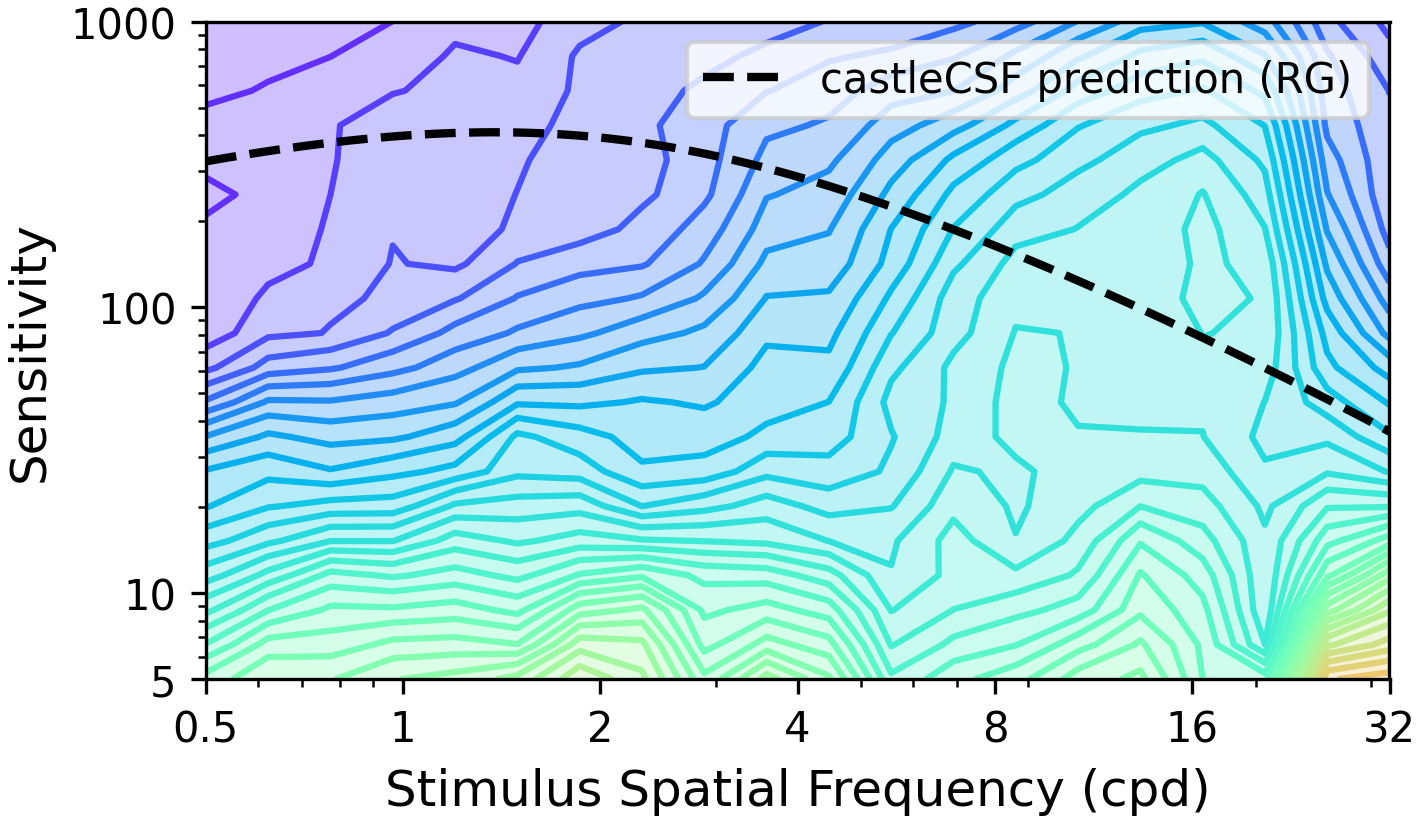 1000
castleCSF prediction (RG)
100
Sensitivity
10
5
0.5 1 2 4 8 16 32
Stimulus Spatial Frequency (cpd)